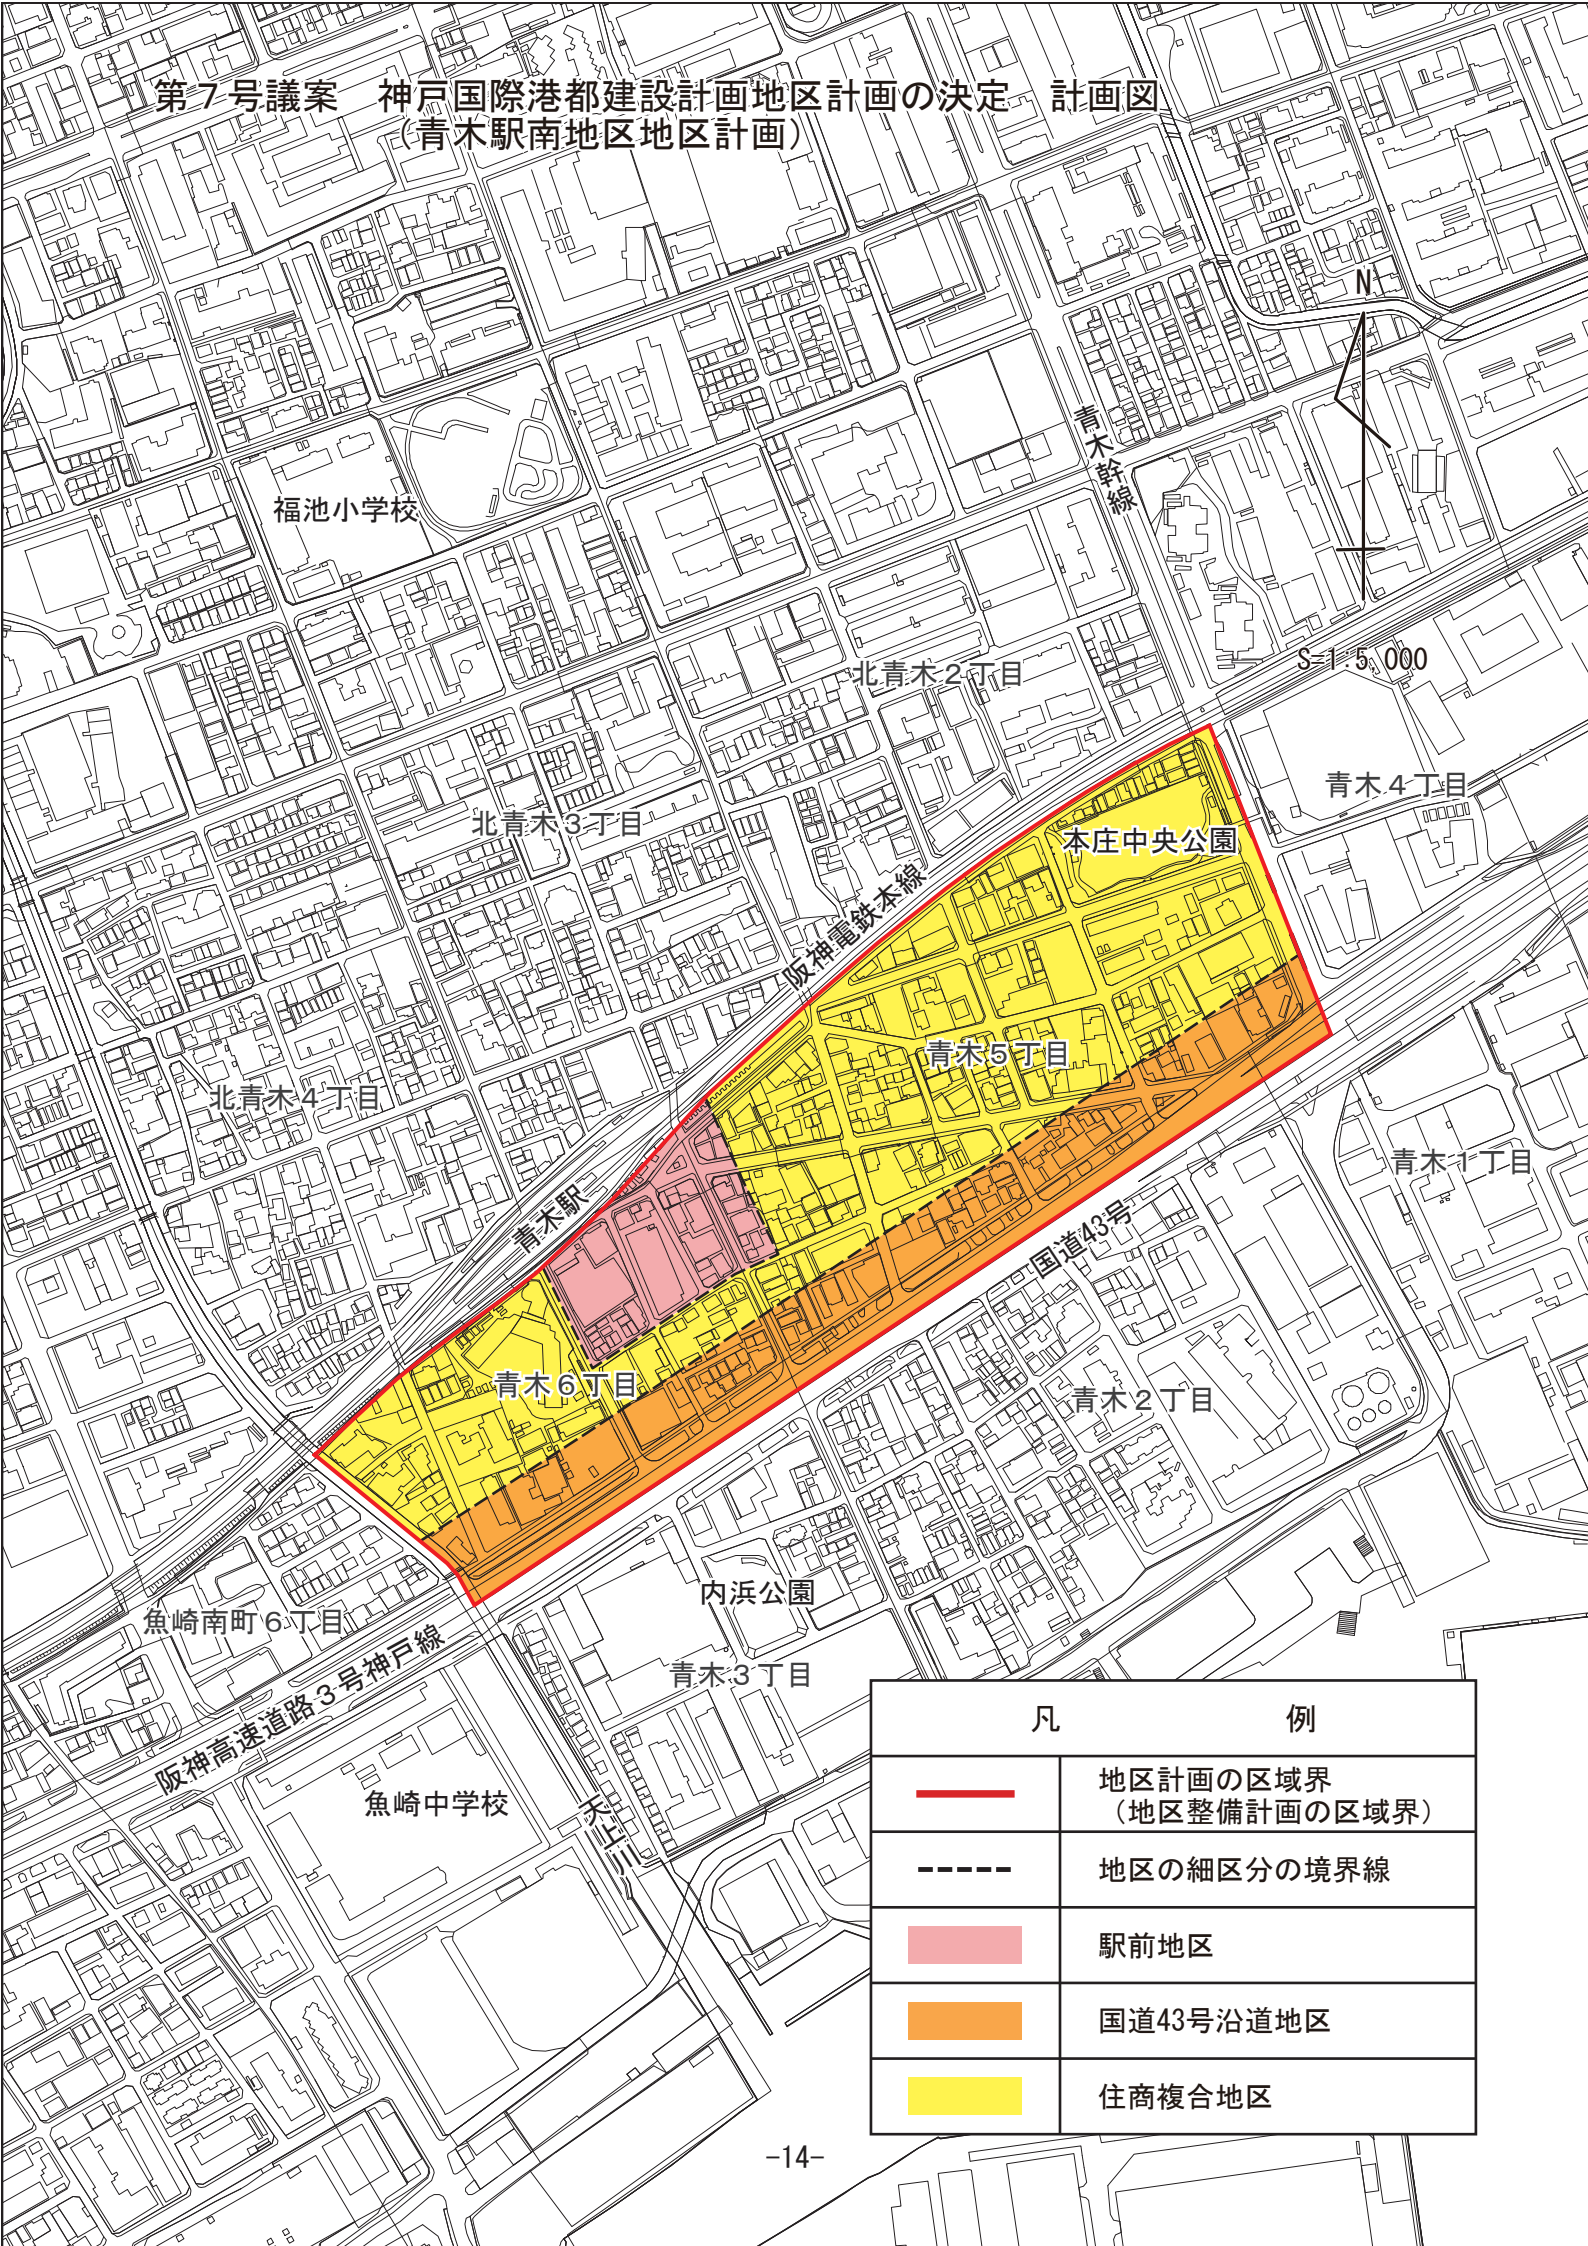 第７号議案　神戸国際港都建設計画地区計画の決定　計画図
（青木駅南地区地区計画）
N
青木幹線
福池小学校
S=1:5,000
北青木２丁目
青木４丁目
北青木３丁目
本庄中央公園
阪神電鉄本線
青木５丁目
北青木４丁目
青木１丁目
青木駅
国道43号
青木６丁目
青木２丁目
内浜公園
魚崎南町６丁目
青木３丁目
阪神高速道路３号神戸線
魚崎中学校
天上川
凡　例
地区計画の区域界
（地区整備計画の区域界）
地区の細区分の境界線
駅前地区
国道43号沿道地区
住商複合地区
-14-